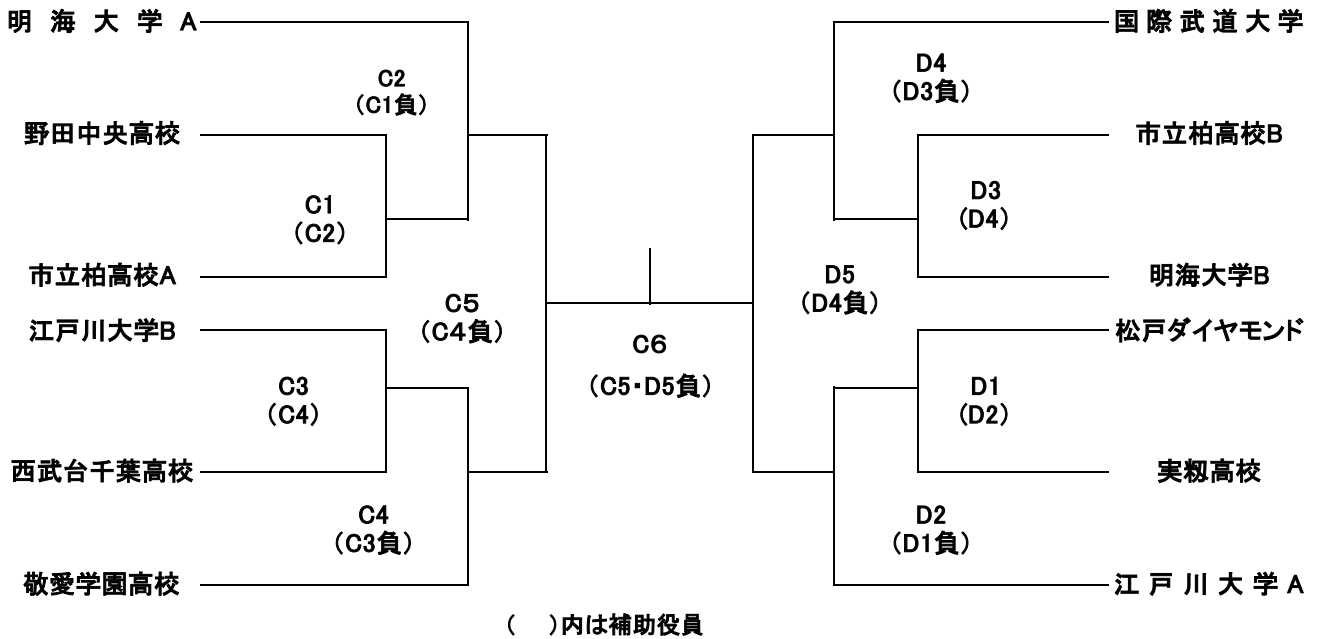 明海大学A
C2
（C1負）
野田中央高校
C1
（C2）
市立柏高校A
江戸川大学B
C5
（C4負）
C3
（C4）
西武台千葉高校
C4
（C3負）
敬愛学園高校
C6
（C5・D5負）
国際武道大学
D4
（D3負）
市立柏高校B
D3
（D4）
明海大学B
D5
（D4負）
松戸ダイヤモンド
D1
（D2）
実籾高校
D2
（D1負）
江戸川大学A
（　）内は補助役員